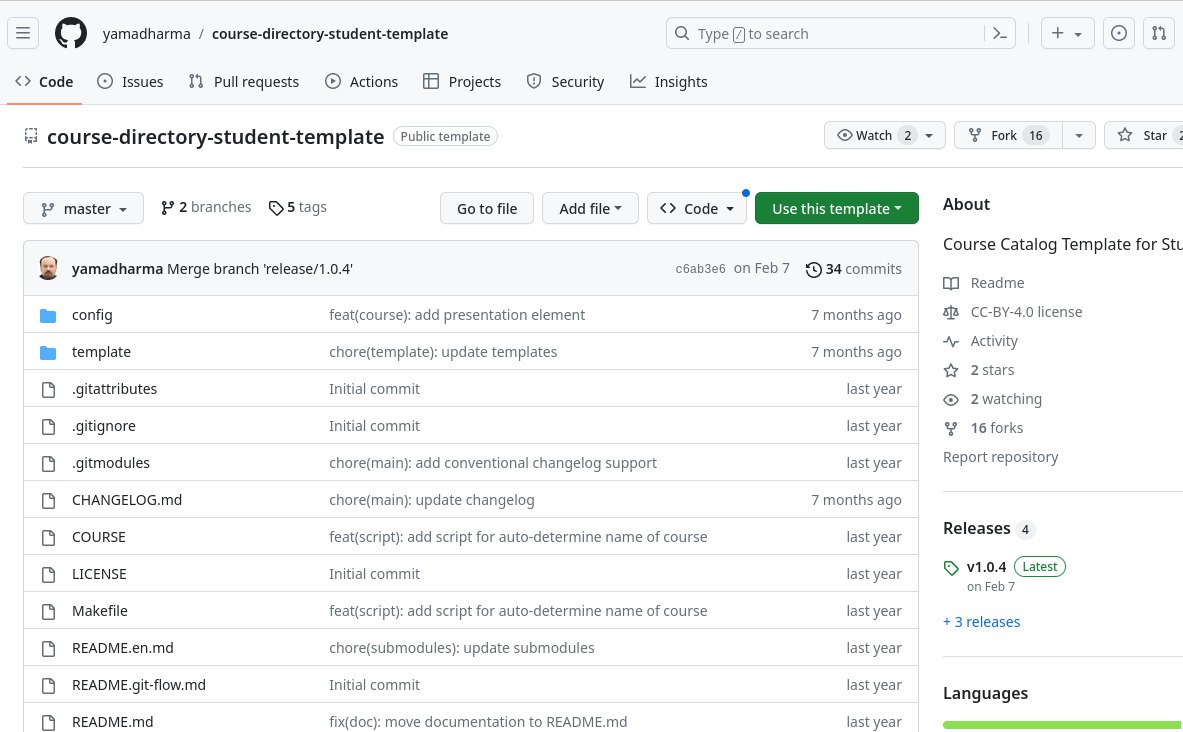 yamadharma / course-directory-student-template
Type / to search
Code Issues Pull requests Actions Projects Security Insights
course-directory-student-template Public template
Watch 2 Fork 16 Star
master 2 branches 5 tags Go to file Add file Code Use this template
yamadharma Merge branch 'release/1.0.4' c6ab3e6 on Feb 7 34 commits
config feat(course): add presentation element 7 months ago
template chore(template): update templates 7 months ago
.gitattributes Initial commit last year
.gitignore Initial commit last year
.gitmodules chore(main): add conventional changelog support last year
CHANGELOG.md chore(main): update changelog 7 months ago
COURSE feat(script): add script for auto-determine name of course last year
LICENSE Initial commit last year
Makefile feat(script): add script for auto-determine name of course last year
README.en.md chore(submodules): update submodules last year
README.git-flow.md Initial commit last year
README.md fix(doc): move documentation to README.md last year
About
Course Catalog Template for
Readme
CC-BY-4.0 license
Activity
2 stars
2 watching
16 forks
Report repository
Releases 4
v1.0.4 Latest
on Feb 7
+ 3 releases
Languages